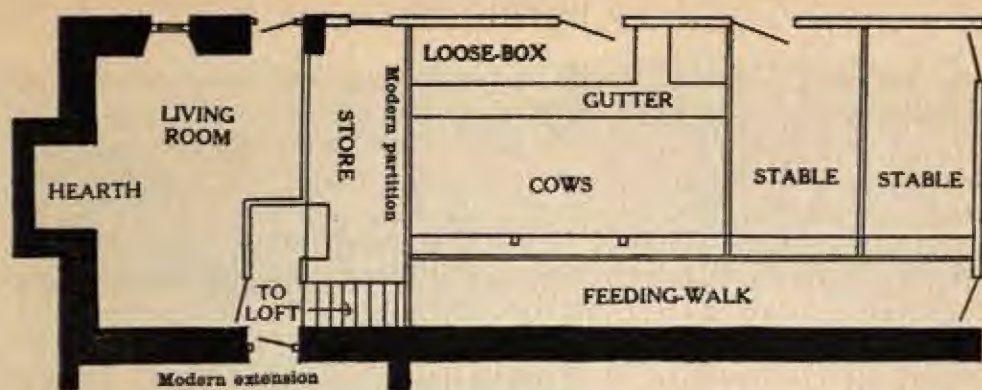 LOOSE-BOX
GUTTER
LIVING
ROOM
STORE
Modern partition
HEARTH
COWS
STABLE
STABLE
TO
LOFT
FEEDING-WALK
Modern extension